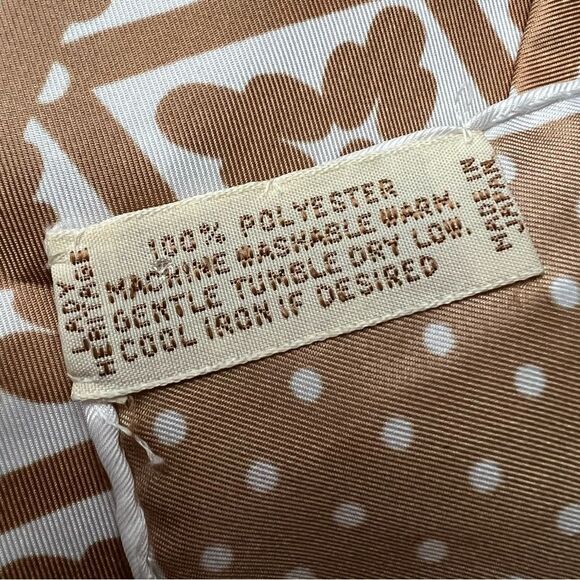 LADY
HERITAGE
100% POLYESTER
MACHINE WASHABLE WARM.
GENTLE TUMBLE DRY LOW.
COOL IRON IF DESIRED
MADE IN
JAPAN